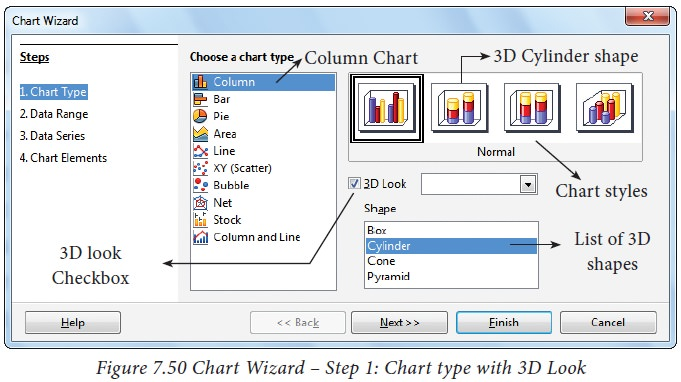 Chart Wizard
Steps
1. Chart Type
2. Data Range
3. Data Series
4. Chart Elements
3D look
Checkbox
Choose a chart type
Column Chart
Column
Bar
Pie
Area
Line
XY (Scatter)
Bubble
Net
Stock
Column and Line
3D Cylinder shape
Normal
Chart styles
3D Look
Shape
Box
Cylinder
Cone
Pyramid
List of 3D
shapes
Help
<< Back
Next >>
Finish
Cancel
Figure 7.50 Chart Wizard – Step 1: Chart type with 3D Look